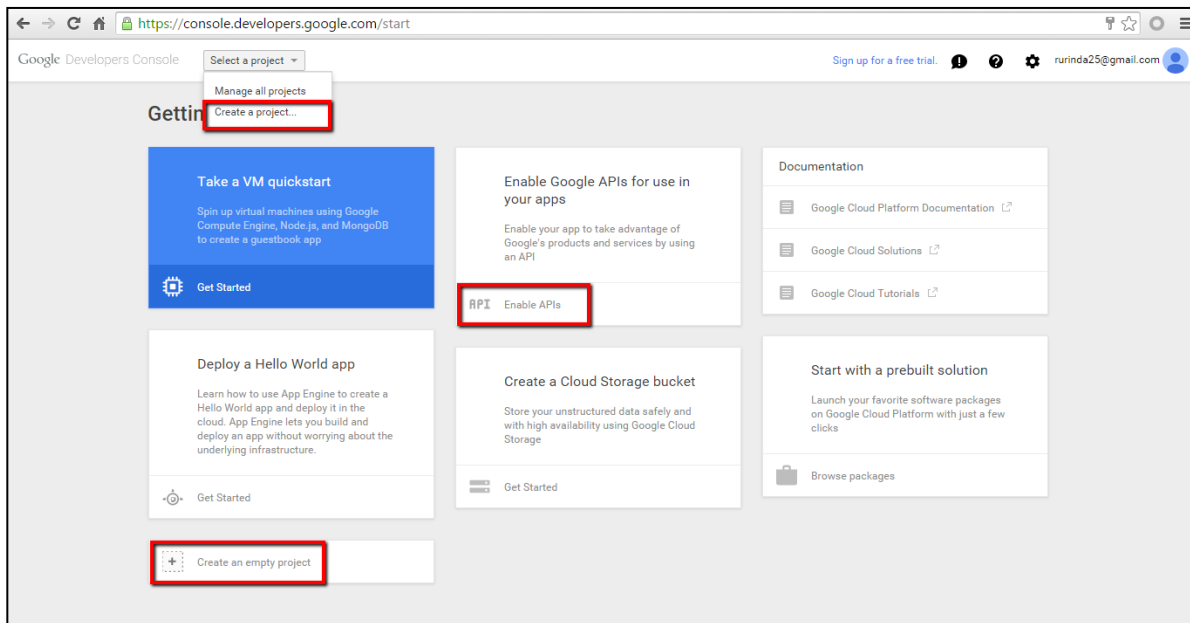 https://console.developers.google.com/start
Google Developers Console
Select a project
Sign up for a free trial.
rurinda25@gmail.com
Manage all projects
Create a project...
Gettin
Take a VM quickstart
Spin up virtual machines using Google
Compute Engine, Node.js, and MongoDB
to create a guestbook app
Get Started
Deploy a Hello World app
Learn how to use App Engine to create a
Hello World app and deploy it in the
cloud. App Engine lets you build and
deploy an app without worrying about the
underlying infrastructure.
Get Started
Create an empty project
Enable Google APIs for use in
your apps
Enable your app to take advantage of
Google's products and services by using
an API
API Enable APIs
Create a Cloud Storage bucket
Store your unstructured data safely and
with high availability using Google Cloud
Storage
Get Started
Documentation
Google Cloud Platform Documentation
Google Cloud Solutions
Google Cloud Tutorials
Start with a prebuilt solution
Launch your favorite software packages
on Google Cloud Platform with just a few
clicks
Browse packages